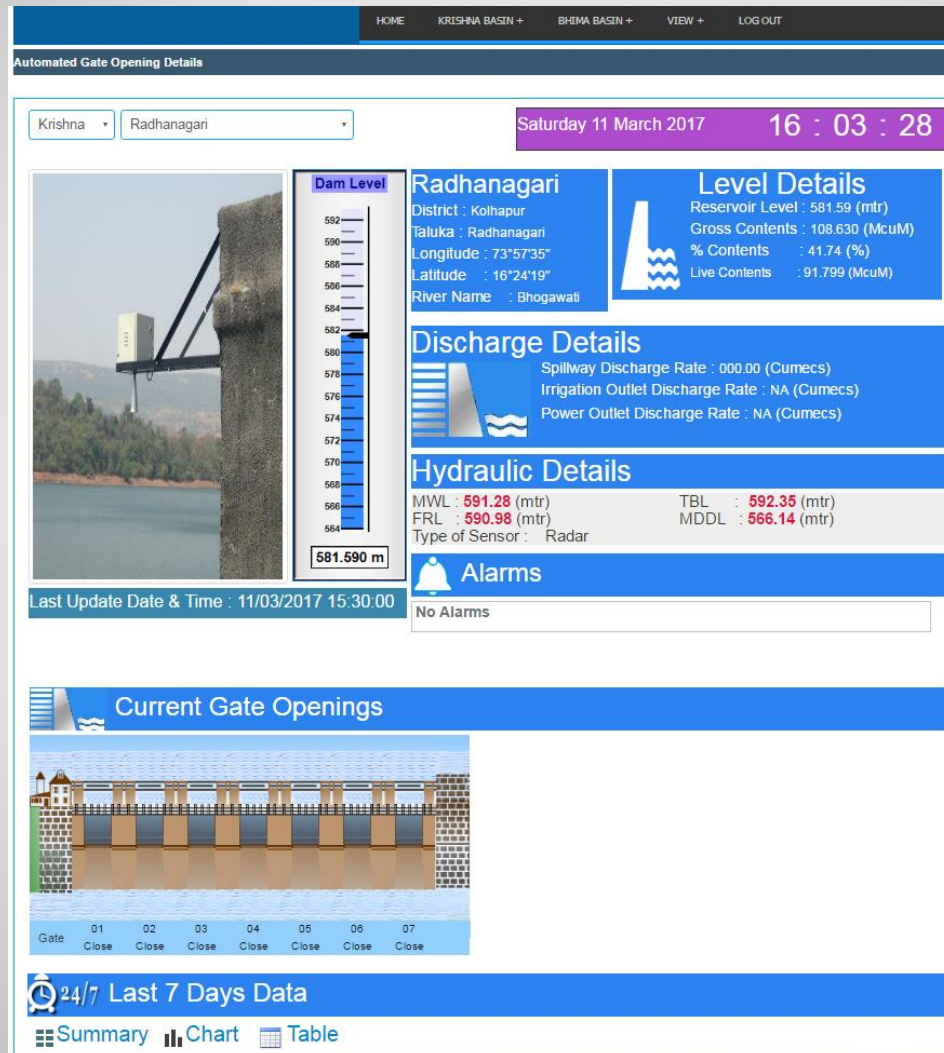 HOME KRISHNA BASIN + BHIMA BASIN + VIEW + LOG OUT
Automated Gate Opening Details
Krishna Radhanagari
Saturday 11 March 2017 16 : 03 : 28
Dam Level
592
590
588
586
584
582
580
578
576
574
572
570
568
566
564
581.590 m
Last Update Date & Time : 11/03/2017 15:30:00
Radhanagari
District : Kolhapur
Taluka : Radhanagari
Longitude : 73°57'35"
Latitude : 16°24'19"
River Name : Bhogawati
Level Details
Reservoir Level : 581.59 (mtr)
Gross Contents : 108.630 (McuM)
% Contents : 41.74 (%)
Live Contents : 91.799 (McuM)
Discharge Details
Spillway Discharge Rate : 000.00 (Cumecs)
Irrigation Outlet Discharge Rate : NA (Cumecs)
Power Outlet Discharge Rate : NA (Cumecs)
Hydraulic Details
MWL : 591.28 (mtr) TBL : 592.35 (mtr)
FRL : 590.98 (mtr) MDDL : 566.14 (mtr)
Type of Sensor : Radar
Alarms
No Alarms
Current Gate Openings
Gate 01 02 03 04 05 06 07
Close Close Close Close Close Close Close
24/7 Last 7 Days Data
Summary Chart Table